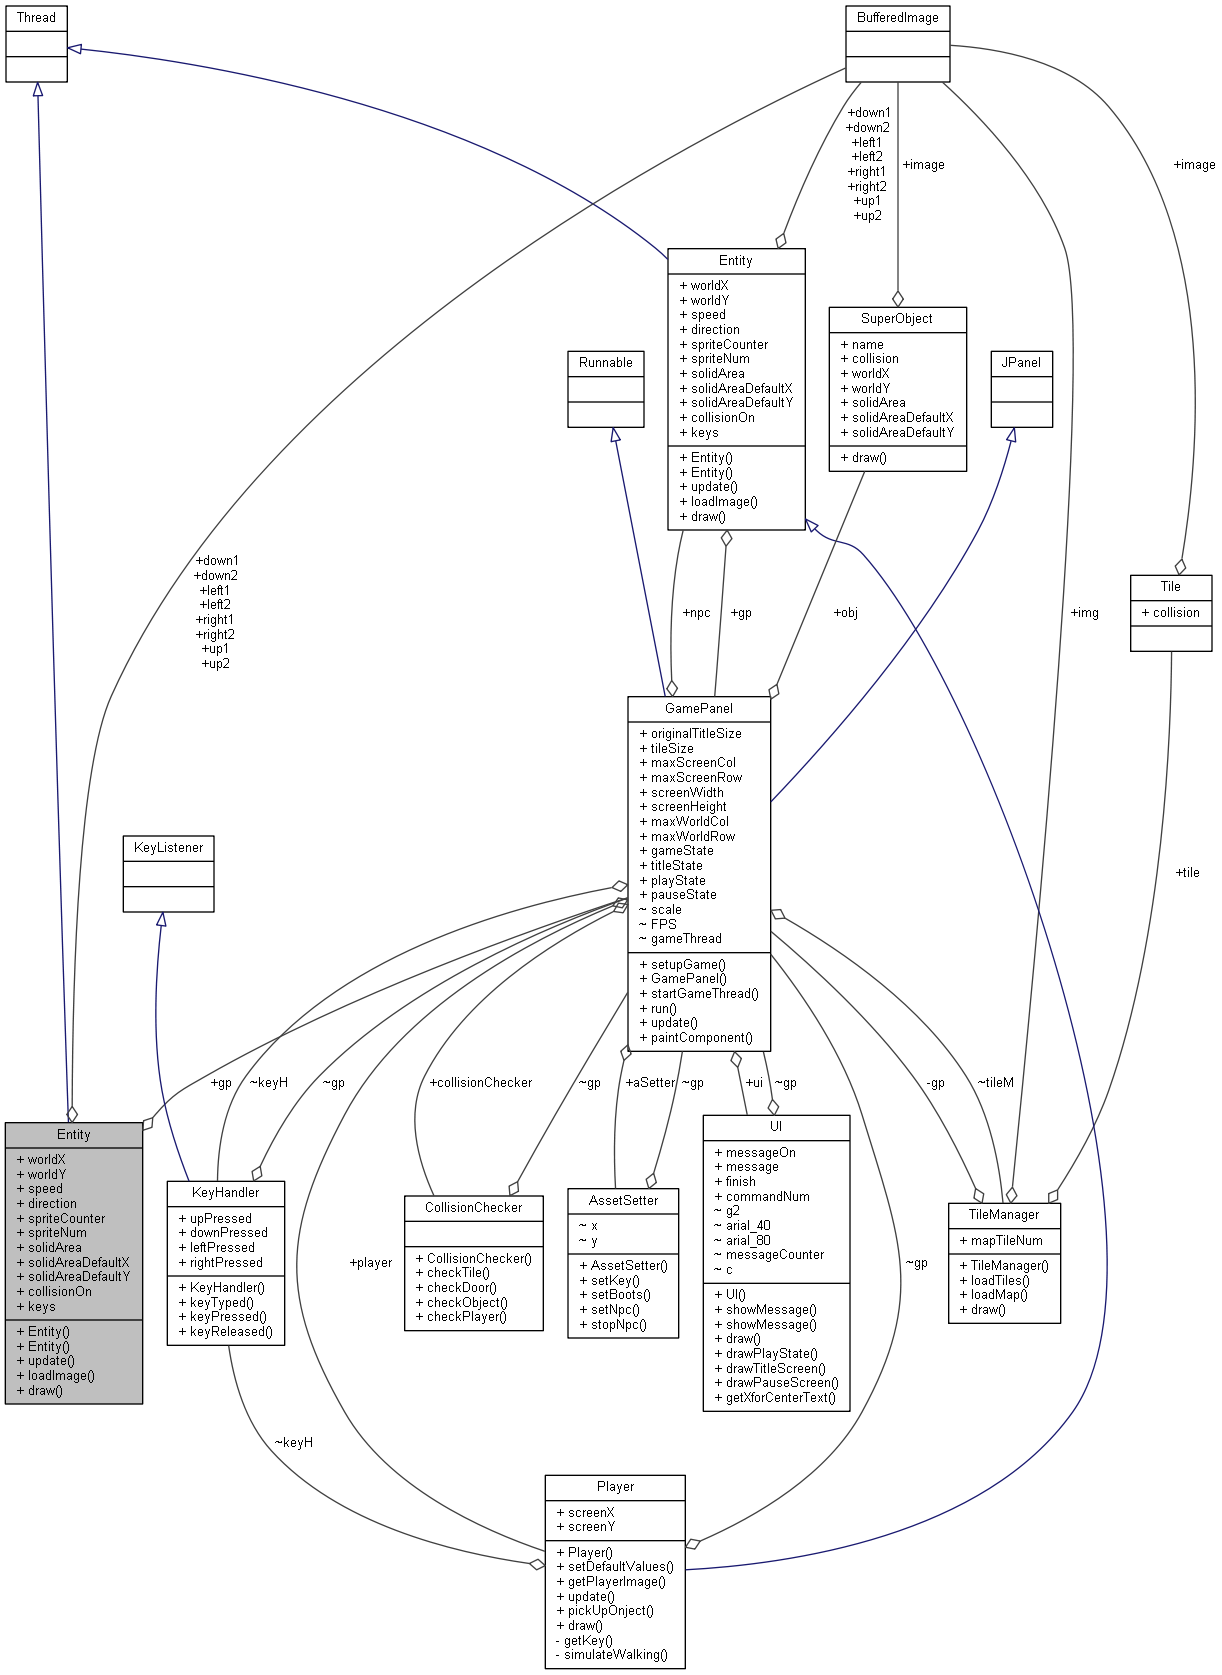 Thread
BufferedImage
+down1
+down2
+left1
+left2
+right1
+right2
+up1
+up2
+image
+image
Entity
+ worldX
+ worldY
+ speed
+ direction
+ spriteCounter
+ spriteNum
+ solidArea
+ solidAreaDefaultX
+ solidAreaDefaultY
+ collisionOn
+ keys
+ Entity()
+ Entity()
+ update()
+ loadImage()
+ draw()
SuperObject
+ name
+ collision
+ worldX
+ worldY
+ solidArea
+ solidAreaDefaultX
+ solidAreaDefaultY
+ draw()
Runnable
JPanel
+down1
+down2
+left1
+left2
+right1
+right2
+up1
+up2
+npc
+gp
+obj
+img
Tile
+ collision
GamePanel
+ originalTitleSize
+ tileSize
+ maxScreenCol
+ maxScreenRow
+ screenWidth
+ screenHeight
+ maxWorldCol
+ maxWorldRow
+ gameState
+ titleState
+ playState
+ pauseState
~ scale
~ FPS
~ gameThread
+ setupGame()
+ GamePanel()
+ startGameThread()
+ run()
+ update()
+ paintComponent()
KeyListener
+tile
+gp
~keyH
~gp
+collisionChecker
~gp
+aSetter
~gp
+ui
~gp
-gp
~tileM
Entity
+ worldX
+ worldY
+ speed
+ direction
+ spriteCounter
+ spriteNum
+ solidArea
+ solidAreaDefaultX
+ solidAreaDefaultY
+ collisionOn
+ keys
+ Entity()
+ Entity()
+ update()
+ loadImage()
+ draw()
KeyHandler
+ upPressed
+ downPressed
+ leftPressed
+ rightPressed
+ KeyHandler()
+ keyTyped()
+ keyPressed()
+ keyReleased()
+player
CollisionChecker
+ CollisionChecker()
+ checkTile()
+ checkDoor()
+ checkObject()
+ checkPlayer()
AssetSetter
~ x
~ y
+ AssetSetter()
+ setKey()
+ setBoots()
+ setNpc()
+ stopNpc()
UI
+ messageOn
+ message
+ finish
+ commandNum
~ g2
~ arial_40
~ arial_80
~ messageCounter
~ c
+ UI()
+ showMessage()
+ showMessage()
+ draw()
+ drawPlayState()
+ drawTitleScreen()
+ drawPauseScreen()
+ getXforCenterText()
~gp
TileManager
+ mapTileNum
+ TileManager()
+ loadTiles()
+ loadMap()
+ draw()
~keyH
Player
+ screenX
+ screenY
+ Player()
+ setDefaultValues()
+ getPlayerImage()
+ update()
+ pickUpOnject()
+ draw()
- getKey()
- simulateWalking()